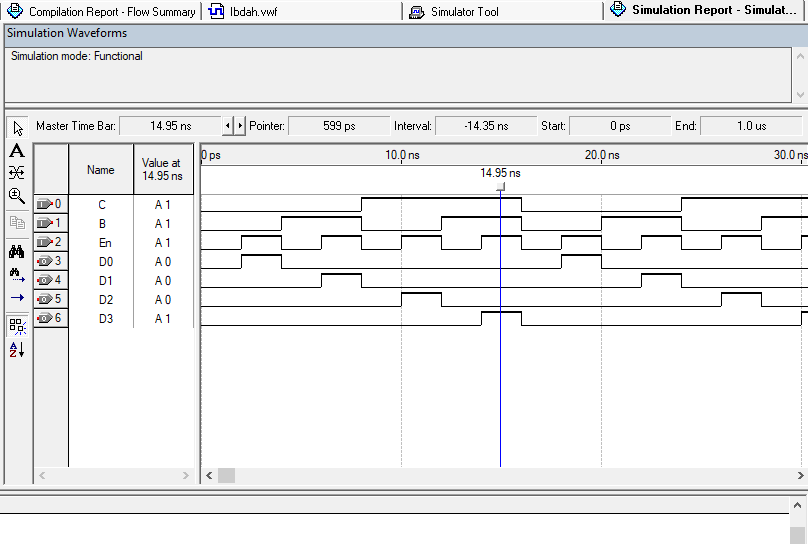 Compilation Report - Flow Summary lbdah.vwf Simulator Tool Simulation Report - Simulat...
Simulation Waveforms
Simulation mode: Functional
Master Time Bar: 14.95 ns Pointer: 599 ps Interval: -14.35 ns Start: 0 ps End: 1.0 us
Name Value at 14.95 ns
0 ps 10.0 ns 20.0 ns 30.0 ns
14.95 ns
0 C A 1
1 B A 1
2 En A 1
3 D0 A 0
4 D1 A 0
5 D2 A 0
6 D3 A 1